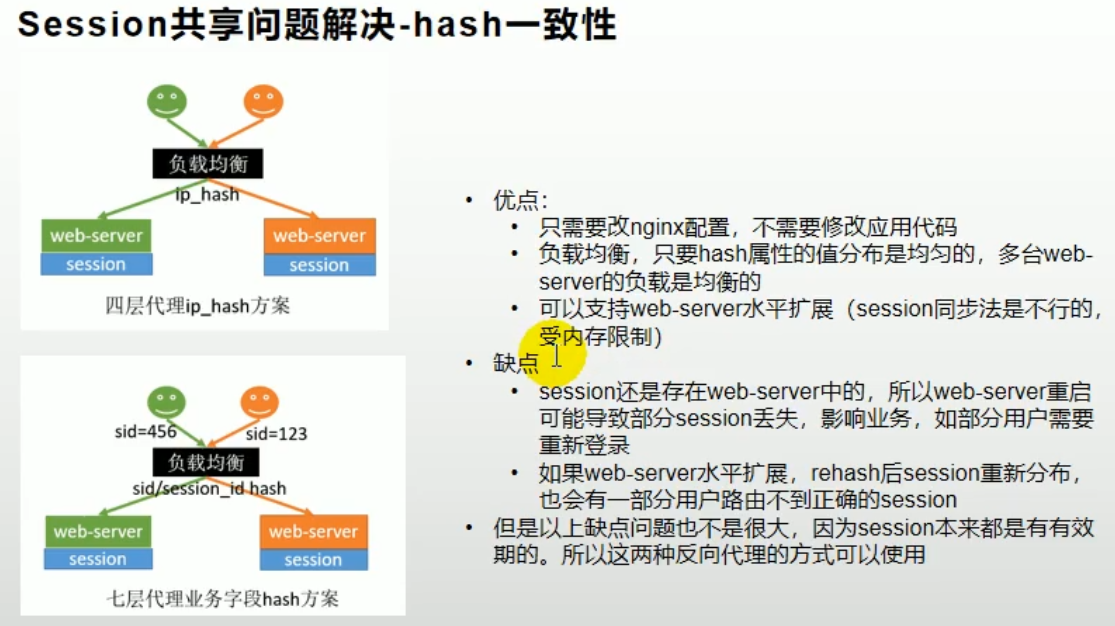 Session共享问题解决-hash一致性
负载均衡
ip_hash
web-server
web-server
session
session
四层代理ip_hash方案
sid=456
sid=123
负载均衡
sid/session_id hash
web-server
web-server
session
session
七层代理业务字段hash方案
• 优点：
• 只需要改nginx配置，不需要修改应用代码
• 负载均衡，只要hash属性的值分布是均匀的，多台web-
server的负载是均衡的
• 可以支持web-server水平扩展（session同步法是不行的，
受内存限制）
• 缺点
• session还是存在web-server中的，所以web-server重启
可能导致部分session丢失，影响业务，如部分用户需要
重新登录
• 如果web-server水平扩展，rehash后session重新分布，
也会有一部分用户路由不到正确的session
• 但是以上缺点问题也不是很大，因为session本来都是有有效
期的。所以这两种反向代理的方式可以使用